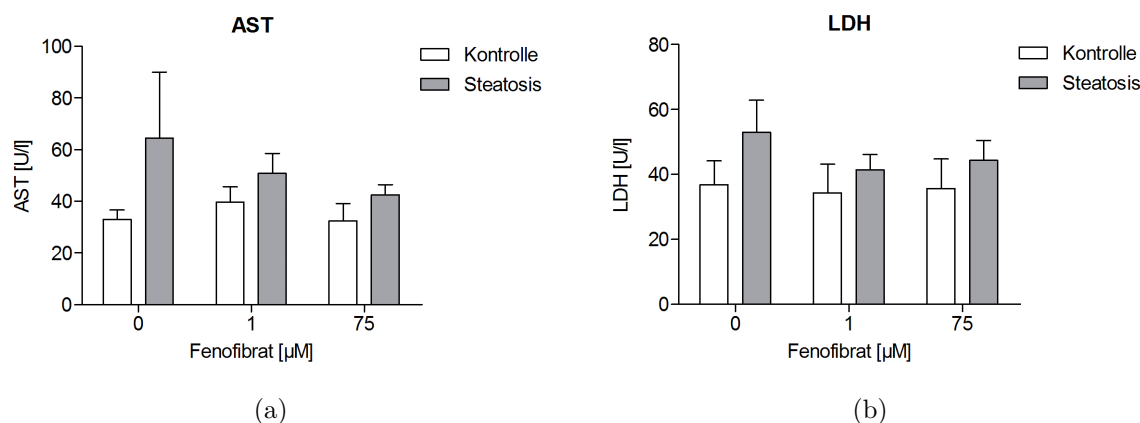 AST
100
80
60
40
20
0
AST [U/l]
0 1 75
Fenofibrat [µM]
Kontrolle
Steatosis
(a)
LDH
80
60
40
20
0
LDH [U/l]
0 1 75
Fenofibrat [µM]
Kontrolle
Steatosis
(b)